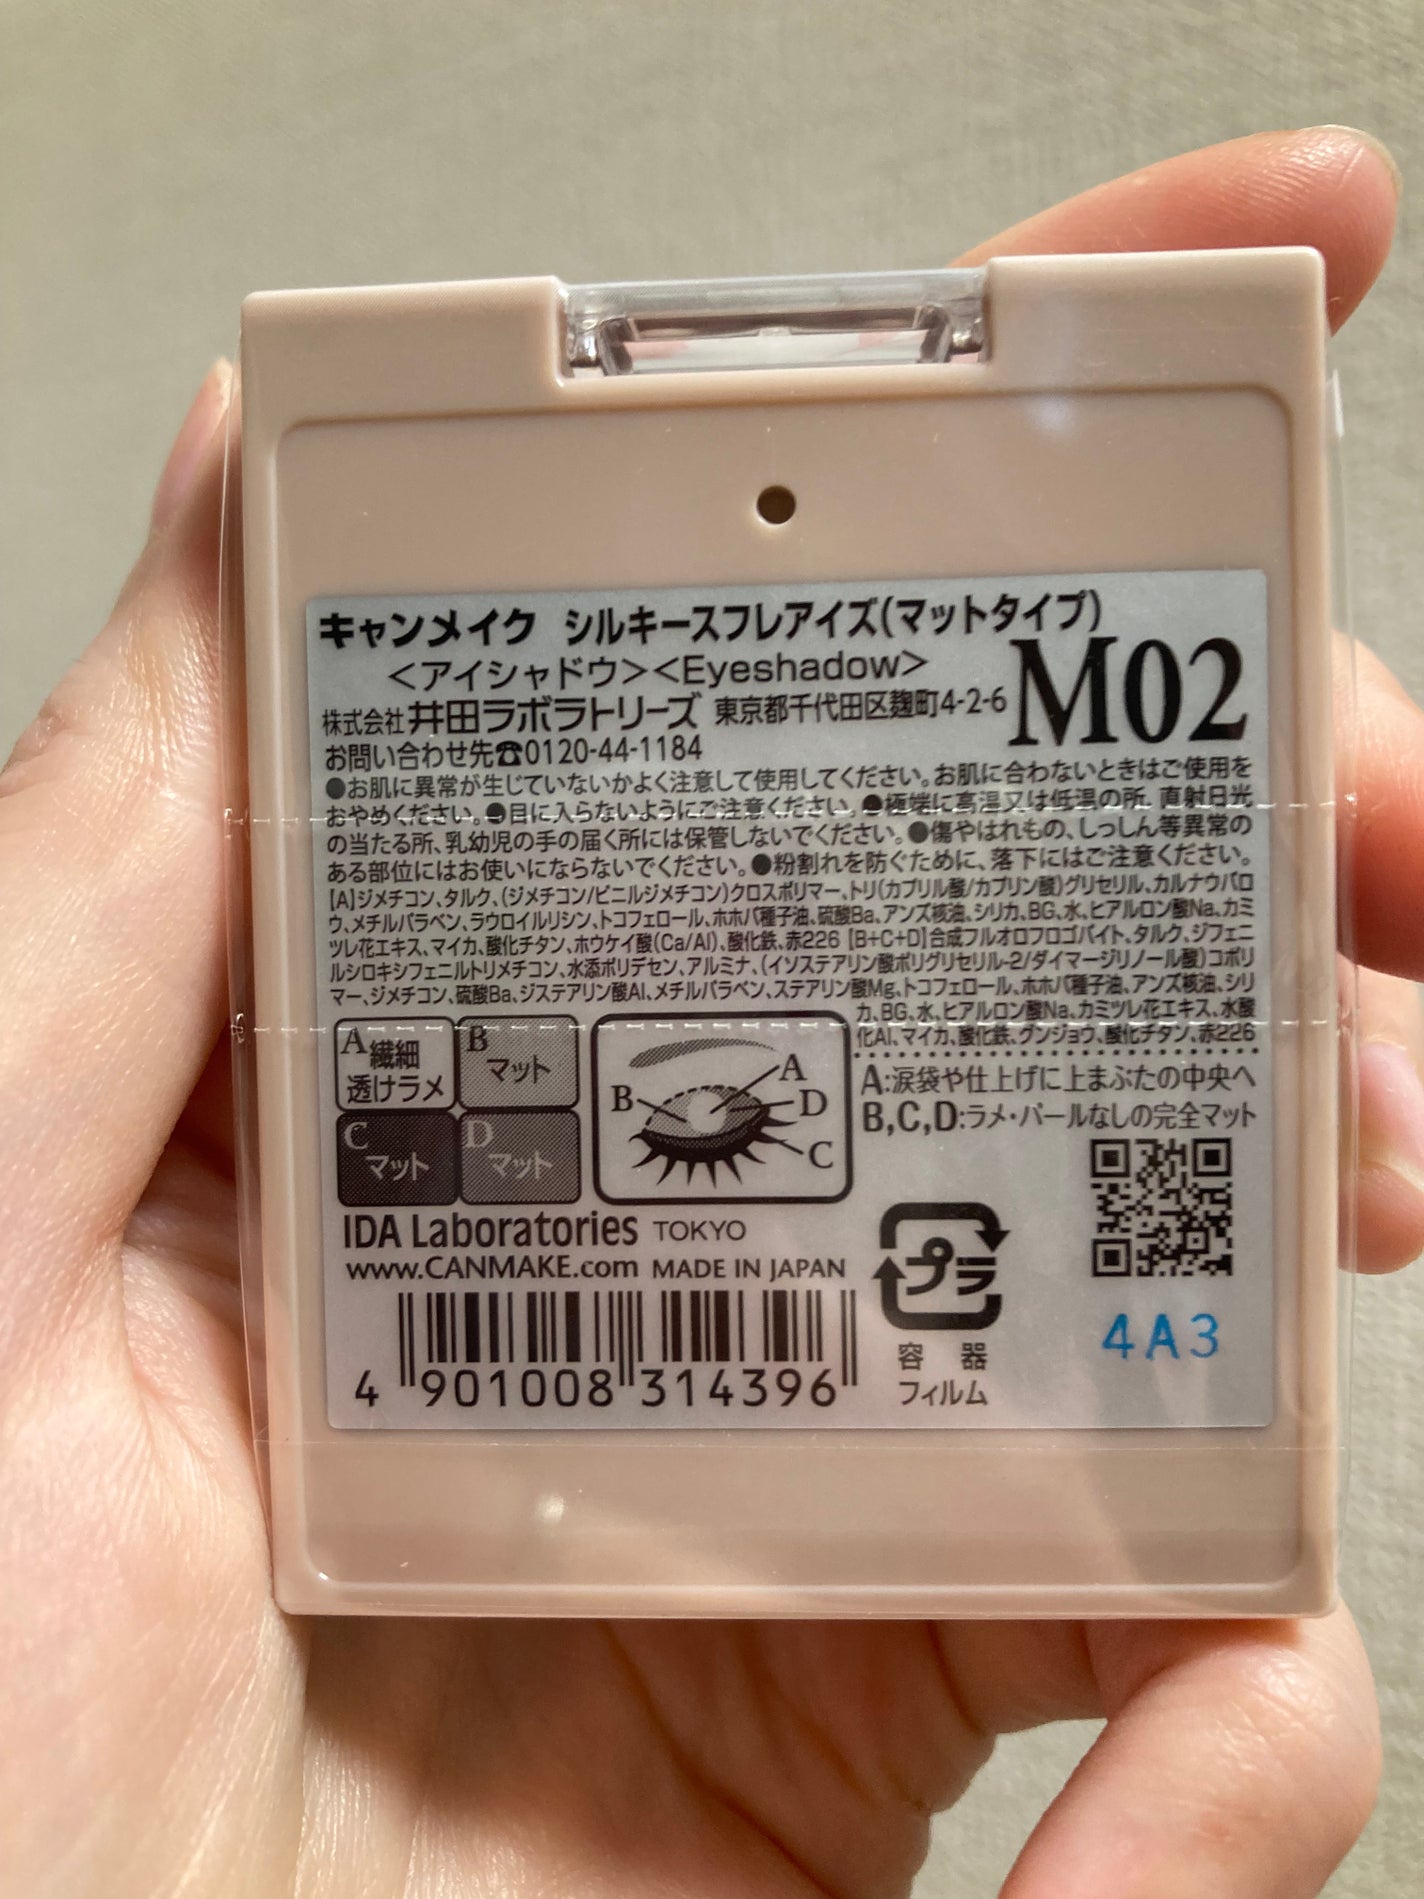 キャンメイク シルキースフレアイズ(マットタイプ)
<アイシャドウ><Eyeshadow>
M02
株式会社 井田ラボラトリーズ 東京都千代田区麹町4-2-6
お問い合わせ先☎0120-44-1184
●お肌に異常が生じていないかよく注意して使用してください。お肌に合わないときはご使用を
おやめください。●目に入らないようにご注意ください。●極端に高温又は低温の所、直射日光
の当たる所、乳幼児の手の届く所には保管しないでください。●傷やはれもの、しっしん等異常の
ある部位にはお使いにならないでください。●粉割れを防ぐために、落下にはご注意ください。
[A]ジメチコン、タルク、(ジメチコン/ビニルジメチコン)クロスポリマー、トリ(カプリル酸/カプリン酸)グリセリル、カルナウバロ
ウ、メチルパラベン、ラウロイルリシン、トコフェロール、ホホバ種子油、硫酸Ba、アンズ核油、シリカ、BG、水、ヒアルロン酸Na、カミ
ツレ花エキス、マイカ、酸化チタン、ホウケイ酸(Ca/Al)、酸化鉄、赤226 [B+C+D]合成フルオロフロゴパイト、タルク、ジフェニ
ルシロキシフェニルトリメチコン、水添ポリデセン、アルミナ、(イソステアリン酸ポリグリセリル-2/ダイマージリノール酸)コポリ
マー、ジメチコン、硫酸Ba、ジステアリン酸Al、メチルパラベン、ステアリン酸Mg、トコフェロール、ホホバ種子油、アンズ核油、シリ
カ、BG、水、ヒアルロン酸Na、カミツレ花エキス、水酸
化Al、マイカ、酸化鉄、グンジョウ、酸化チタン、赤226
A 繊細
透けラメ
B
マット
C
マット
D
マット
A
B
D
C
A:涙袋や仕上げに上まぶたの中央へ
B,C,D:ラメ・パールなしの完全マット
IDA Laboratories TOKYO
www.CANMAKE.com MADE IN JAPAN
4 901008 314396
プラ
容器
フィルム
4A3